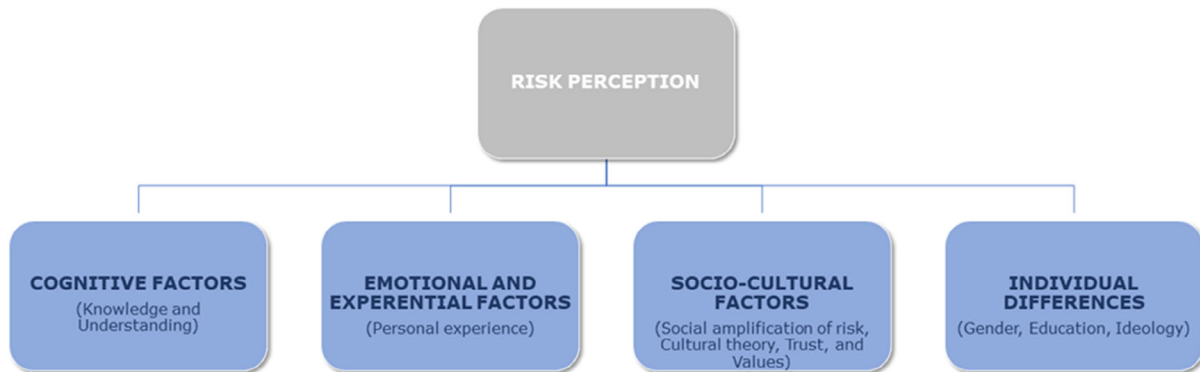 RISK PERCEPTION
COGNITIVE FACTORS
(Knowledge and
Understanding)
EMOTIONAL AND
EXPERENTIAL FACTORS
(Personal experience)
SOCIO-CULTURAL
FACTORS
(Social amplification of risk,
Cultural theory, Trust, and
Values)
INDIVIDUAL
DIFFERENCES
(Gender, Education, Ideology)